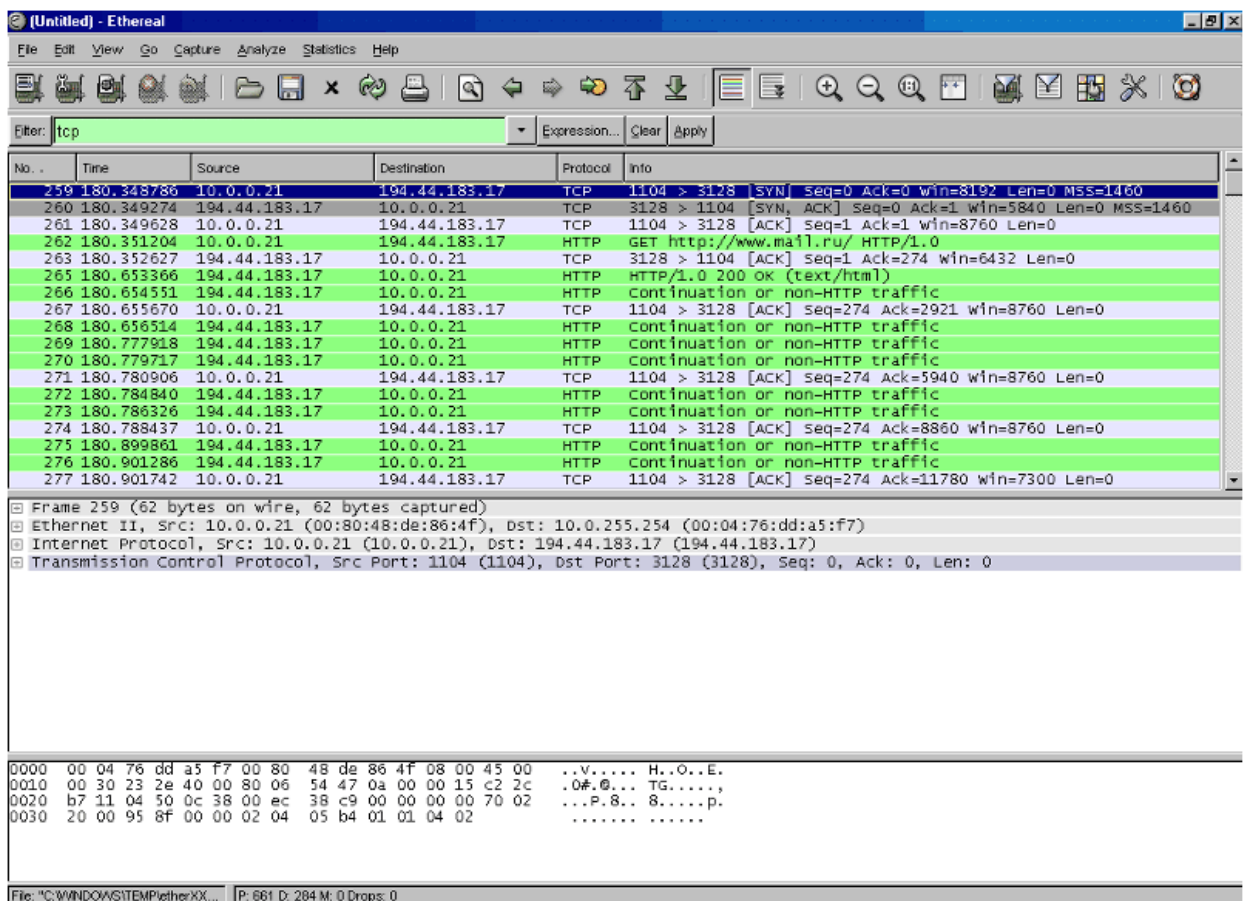 (Untitled) - Ethereal
File Edit View Go Capture Analyze Statistics Help
Filter: tcp Expression... Clear Apply
No. . Time Source Destination Protocol Info
259 180.348786 10.0.0.21 194.44.183.17 TCP 1104 > 3128 [SYN] Seq=0 Ack=0 Win=8192 Len=0 MSS=1460
260 180.349274 194.44.183.17 10.0.0.21 TCP 3128 > 1104 [SYN, ACK] Seq=0 Ack=1 Win=5840 Len=0 MSS=1460
261 180.349628 10.0.0.21 194.44.183.17 TCP 1104 > 3128 [ACK] Seq=1 Ack=1 Win=8760 Len=0
262 180.351204 10.0.0.21 194.44.183.17 HTTP GET http://www.mail.ru/ HTTP/1.0
263 180.352627 194.44.183.17 10.0.0.21 TCP 3128 > 1104 [ACK] Seq=1 Ack=274 Win=6432 Len=0
265 180.653366 194.44.183.17 10.0.0.21 HTTP HTTP/1.0 200 OK (text/html)
266 180.654551 194.44.183.17 10.0.0.21 HTTP Continuation or non-HTTP traffic
267 180.655670 10.0.0.21 194.44.183.17 TCP 1104 > 3128 [ACK] Seq=274 Ack=2921 Win=8760 Len=0
268 180.656514 194.44.183.17 10.0.0.21 HTTP Continuation or non-HTTP traffic
269 180.777918 194.44.183.17 10.0.0.21 HTTP Continuation or non-HTTP traffic
270 180.779717 194.44.183.17 10.0.0.21 HTTP Continuation or non-HTTP traffic
271 180.780906 10.0.0.21 194.44.183.17 TCP 1104 > 3128 [ACK] Seq=274 Ack=5940 Win=8760 Len=0
272 180.784840 194.44.183.17 10.0.0.21 HTTP Continuation or non-HTTP traffic
273 180.786326 194.44.183.17 10.0.0.21 HTTP Continuation or non-HTTP traffic
274 180.788437 10.0.0.21 194.44.183.17 TCP 1104 > 3128 [ACK] Seq=274 Ack=8860 Win=8760 Len=0
275 180.899861 194.44.183.17 10.0.0.21 HTTP Continuation or non-HTTP traffic
276 180.901286 194.44.183.17 10.0.0.21 HTTP Continuation or non-HTTP traffic
277 180.901742 10.0.0.21 194.44.183.17 TCP 1104 > 3128 [ACK] Seq=274 Ack=11780 Win=7300 Len=0
Frame 259 (62 bytes on wire, 62 bytes captured)
Ethernet II, Src: 10.0.0.21 (00:80:48:de:86:4f), Dst: 10.0.255.254 (00:04:76:dd:a5:f7)
Internet Protocol, Src: 10.0.0.21 (10.0.0.21), Dst: 194.44.183.17 (194.44.183.17)
Transmission Control Protocol, Src Port: 1104 (1104), Dst Port: 3128 (3128), Seq: 0, Ack: 0, Len: 0
0000 00 04 76 dd a5 f7 00 80 48 de 86 4f 08 00 45 00 ..v..... H..O..E.
0010 00 30 23 2e 40 00 80 06 54 47 0a 00 00 15 c2 2c .0#.@... TG.....,
0020 b7 11 04 50 0c 38 00 ec 38 c9 00 00 00 00 70 02 ...P.8.. 8.....p.
0030 20 00 95 8f 00 00 02 04 05 b4 01 01 04 02 ....... ......
File: "C:\WINDOWS\TEMP\etherXX... P: 661 D: 284 M: 0 Drops: 0